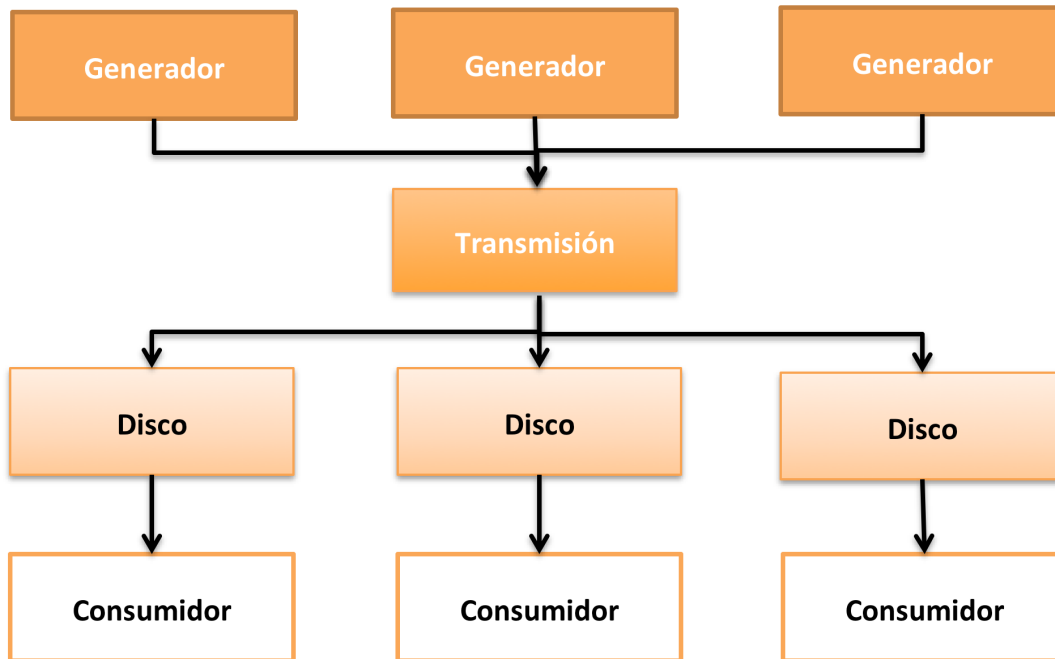 Generador
Generador
Generador
Transmisión
Disco
Disco
Disco
Consumidor
Consumidor
Consumidor